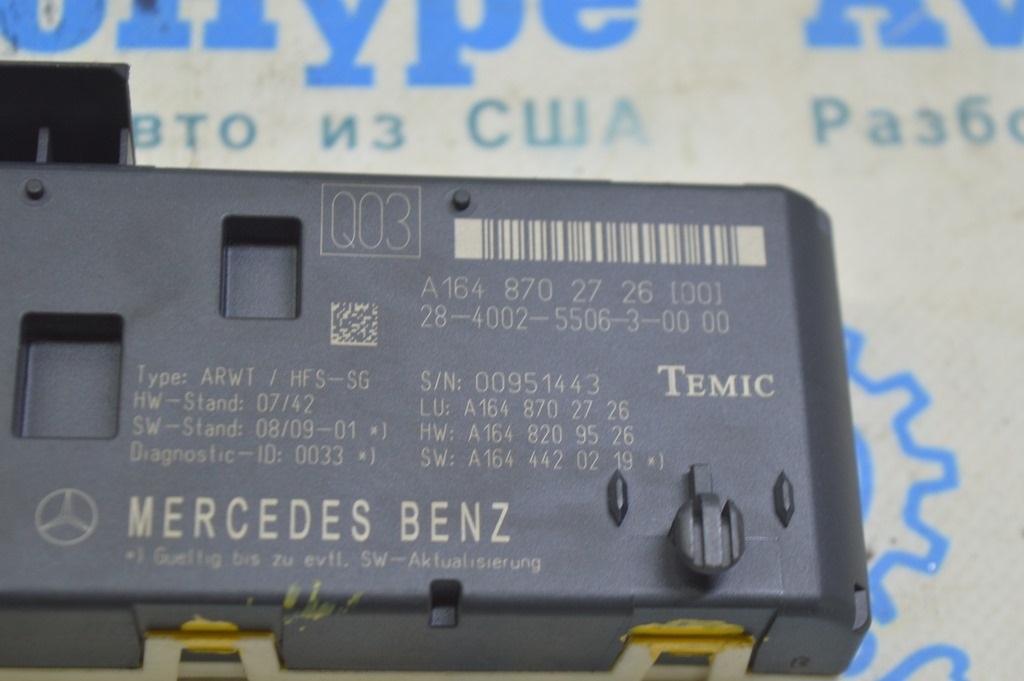 оНуре
вто из США
Разбо
Q03
A164 870 27 26 [00]
28-4002-5506-3-00 00
Type: ARWT / HFS-SG
HW-Stand: 07/42
SW-Stand: 08/09-01 *)
Diagnostic-ID: 0033 *)
S/N: 00951443
LU: A164 870 27 26
HW: A164 820 95 26
SW: A164 442 02 19 *)
TEMIC
MERCEDES BENZ
*) Gueltig bis zu evtl. SW-Aktualisierung